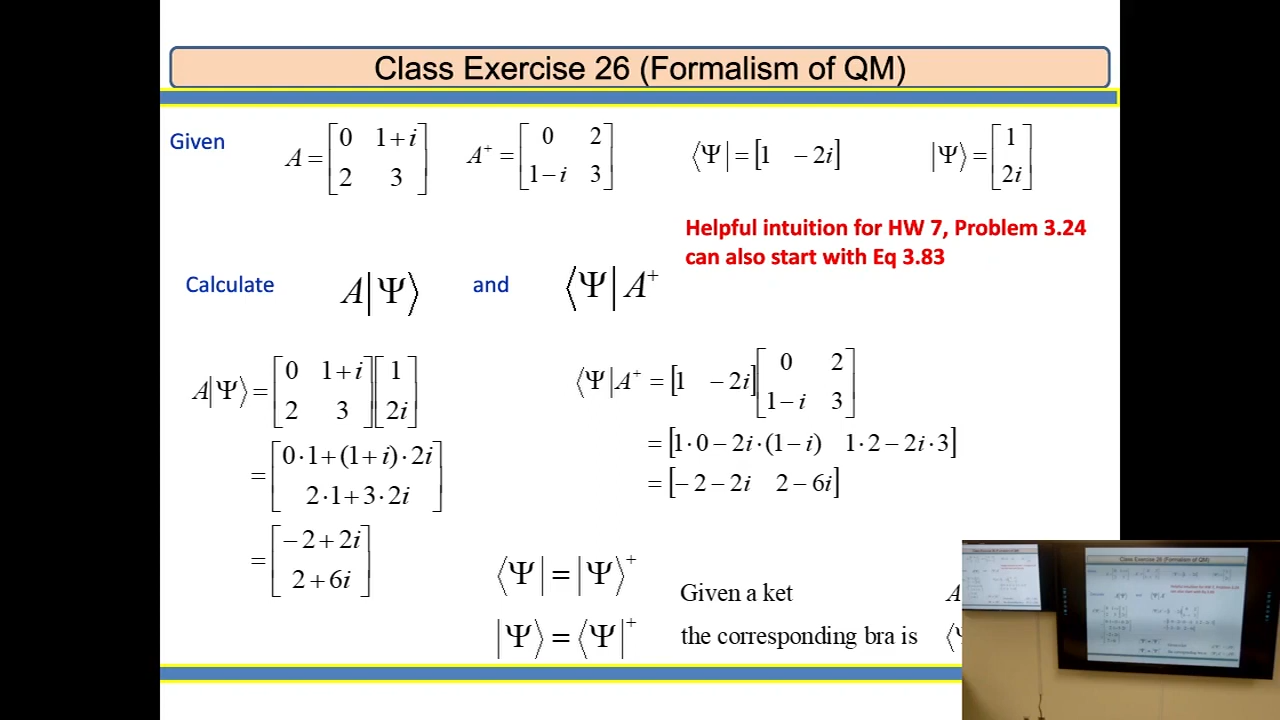 Class Exercise 26 (Formalism of QM)
Given A = [0 1+i; 2 3] A⁺ = [0 2; 1−i 3] ⟨Ψ| = [1 −2i] |Ψ⟩ = [1; 2i]
Helpful intuition for HW 7, Problem 3.24
can also start with Eq 3.83
Calculate A|Ψ⟩ and ⟨Ψ|A⁺
A|Ψ⟩ = [0 1+i; 2 3][1; 2i]
= [0·1+(1+i)·2i; 2·1+3·2i]
= [−2+2i; 2+6i]
⟨Ψ|A⁺ = [1 −2i][0 2; 1−i 3]
= [1·0−2i·(1−i) 1·2−2i·3]
= [−2−2i 2−6i]
⟨Ψ| = |Ψ⟩⁺
|Ψ⟩ = ⟨Ψ|⁺
Given a ket A
the corresponding bra is ⟨Ψ